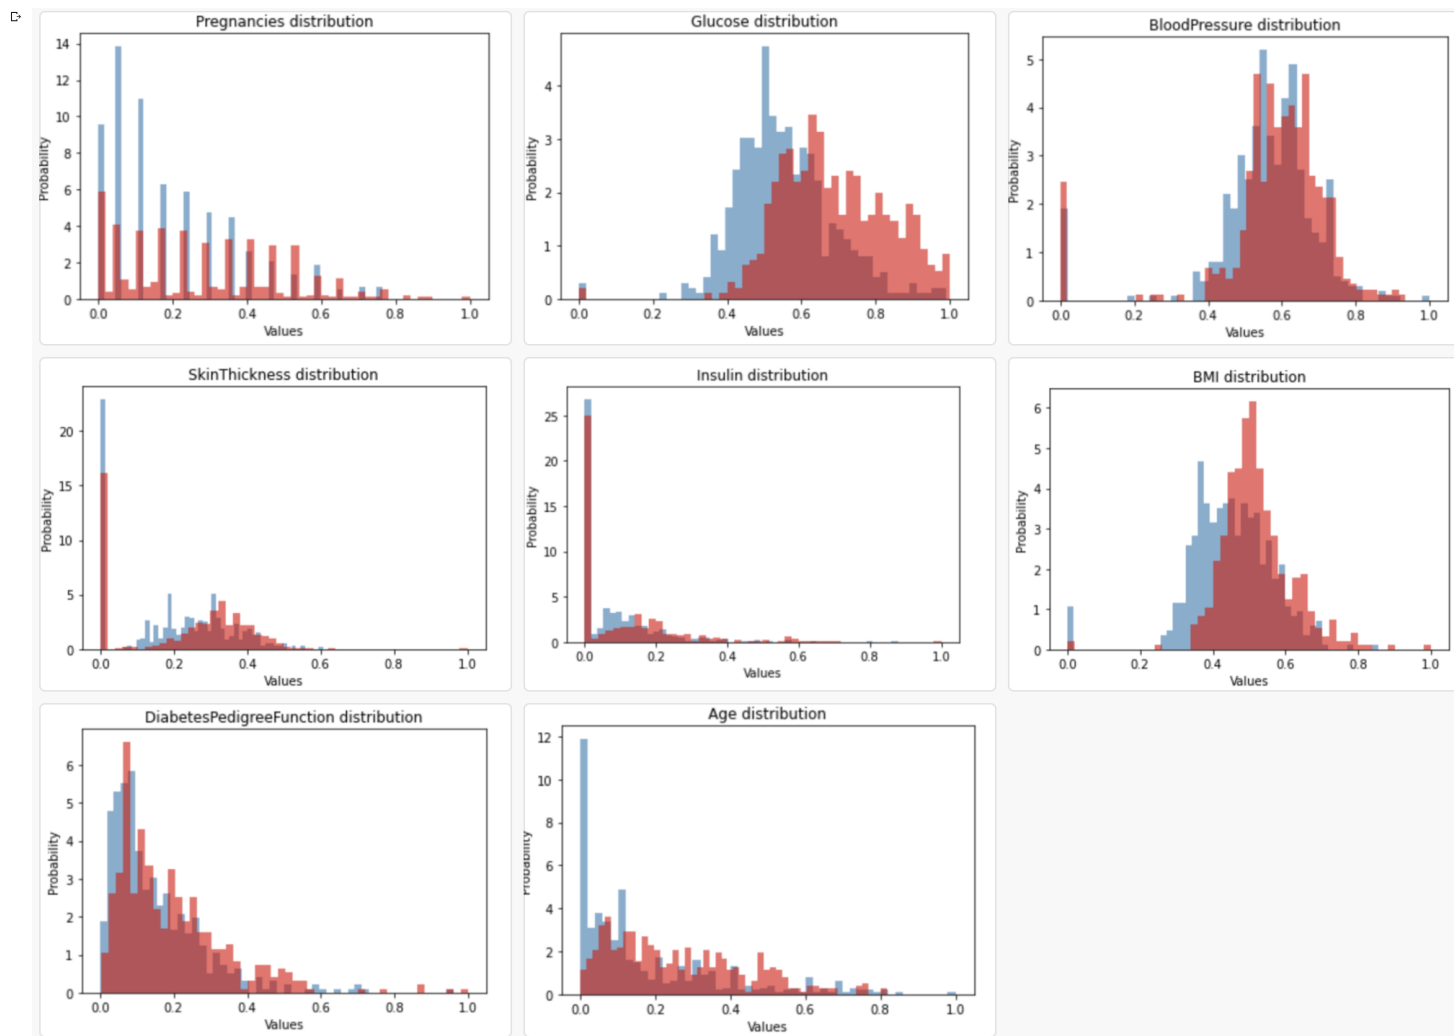 Pregnancies distribution
14
12
10
8
6
4
2
0
Probability
0.0 0.2 0.4 0.6 0.8 1.0
Values
Glucose distribution
4
3
2
1
0
Probability
0.0 0.2 0.4 0.6 0.8 1.0
Values
BloodPressure distribution
5
4
3
2
1
0
Probability
0.0 0.2 0.4 0.6 0.8 1.0
Values
SkinThickness distribution
20
15
10
5
0
Probability
0.0 0.2 0.4 0.6 0.8 1.0
Values
Insulin distribution
25
20
15
10
5
0
Probability
0.0 0.2 0.4 0.6 0.8 1.0
Values
BMI distribution
6
5
4
3
2
1
0
Probability
0.0 0.2 0.4 0.6 0.8 1.0
Values
DiabetesPedigreeFunction distribution
6
5
4
3
2
1
0
Probability
0.0 0.2 0.4 0.6 0.8 1.0
Values
Age distribution
12
10
8
6
4
2
0
Probability
0.0 0.2 0.4 0.6 0.8 1.0
Values